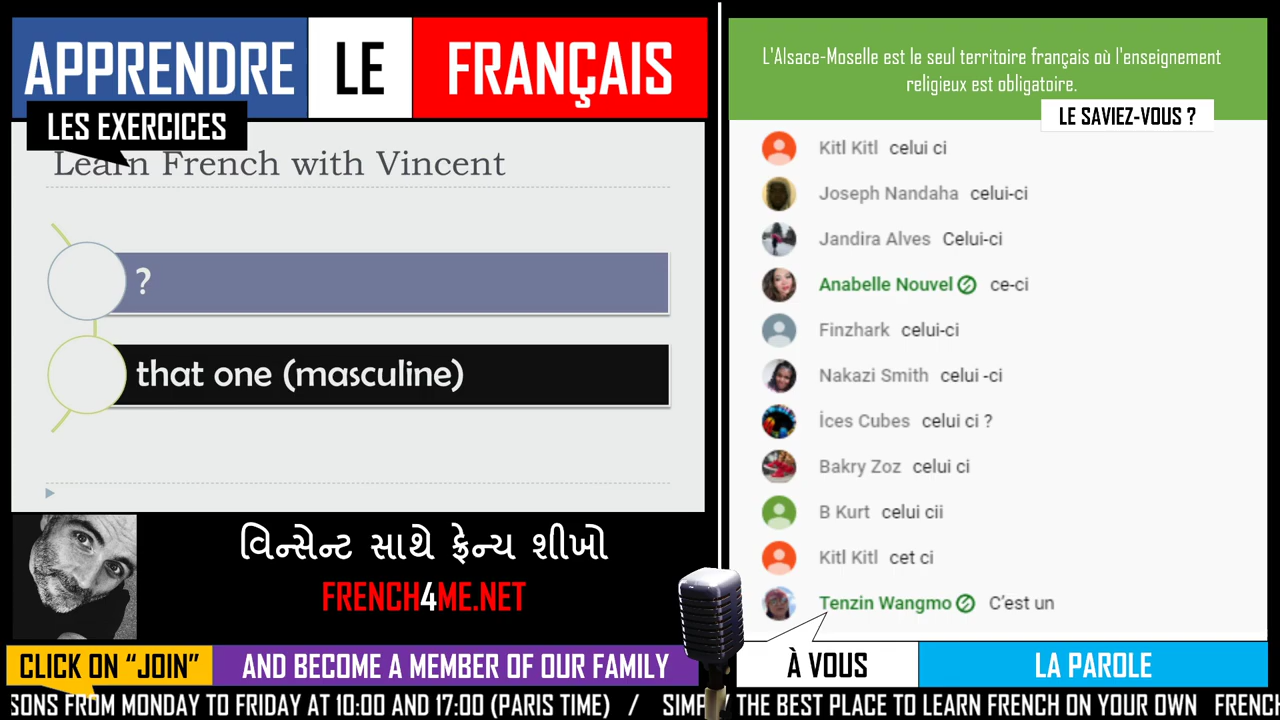 APPRENDRE LE FRANÇAIS
LES EXERCICES
Learn French with Vincent
?
that one (masculine)
વિન્સેન્ટ સાથે ફ્રેન્ચ શીખો
FRENCH4ME.NET
CLICK ON “JOIN” AND BECOME A MEMBER OF OUR FAMILY
L'Alsace-Moselle est le seul territoire français où l'enseignement
religieux est obligatoire.
LE SAVIEZ-VOUS ?
Kitl Kitl celui ci
Joseph Nandaha celui-ci
Jandira Alves Celui-ci
Anabelle Nouvel ce-ci
Finzhark celui-ci
Nakazi Smith celui -ci
İces Cubes celui ci ?
Bakry Zoz celui ci
B Kurt celui cii
Kitl Kitl cet ci
Tenzin Wangmo C’est un
À VOUS LA PAROLE
FROM MONDAY TO FRIDAY AT 10:00 AND 17:00 (PARIS TIME) / THE BEST PLACE TO LEARN FRENCH ON YOUR OWN FRENCH